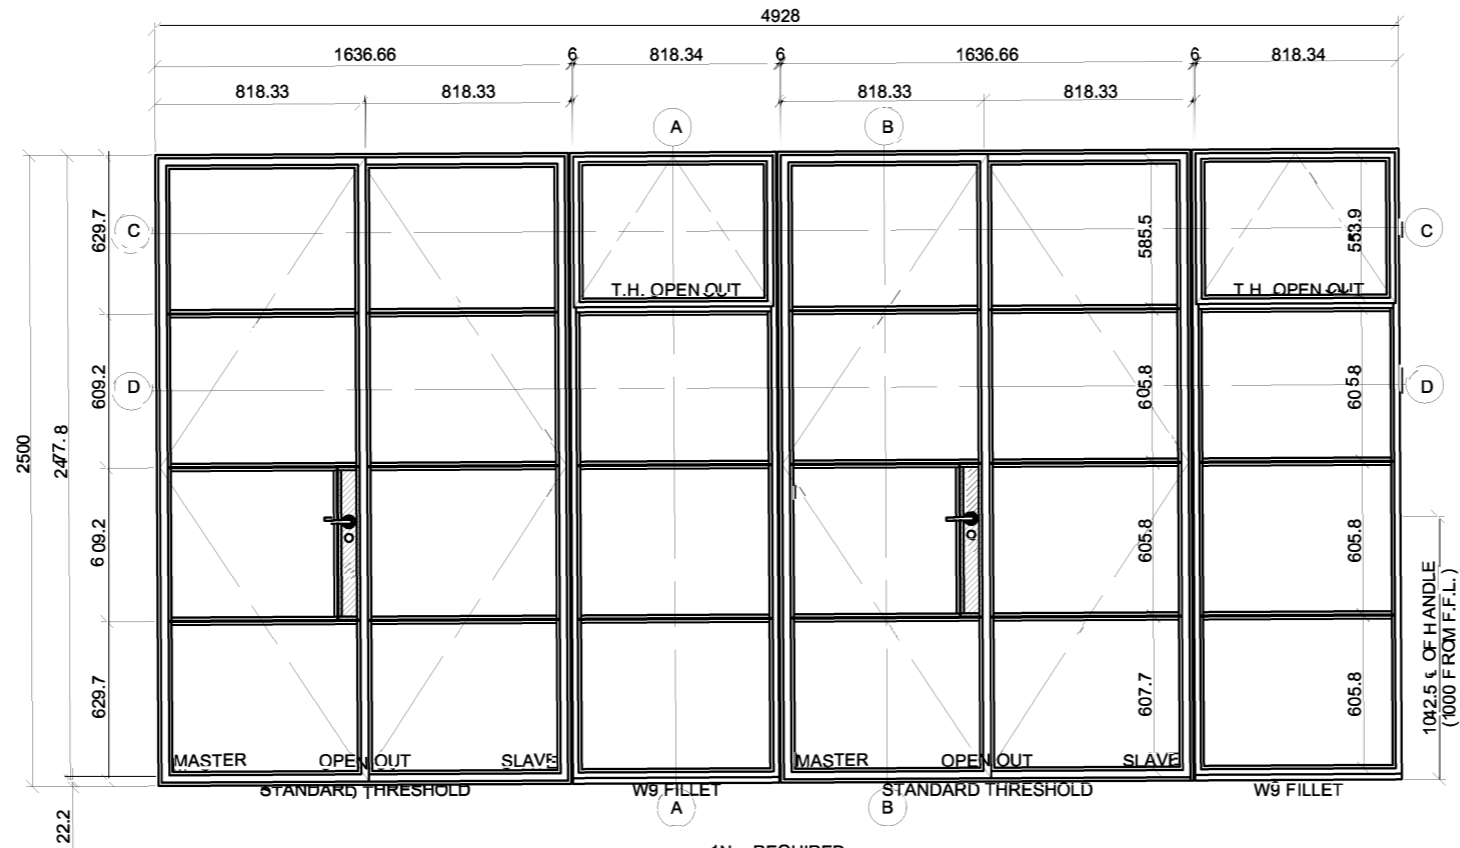 4928
1636.66 6 818.34 6 1636.66 6 818.34
818.33 818.33 818.33 818.33
A B
629.7 C 585.5 553.9 C
T.H. OPEN OUT T.H. OPEN OUT
609.2 D 605.8 605.8 D
2500 2477.8
609.2 605.8 605.8
1042.5 ℄ OF HANDLE
(1000 FROM F.F.L.)
629.7 607.7 605.8
MASTER OPEN OUT SLAVE MASTER OPEN OUT SLAVE
STANDARD THRESHOLD W9 FILLET STANDARD THRESHOLD W9 FILLET
A B
22.2
REQUIRED